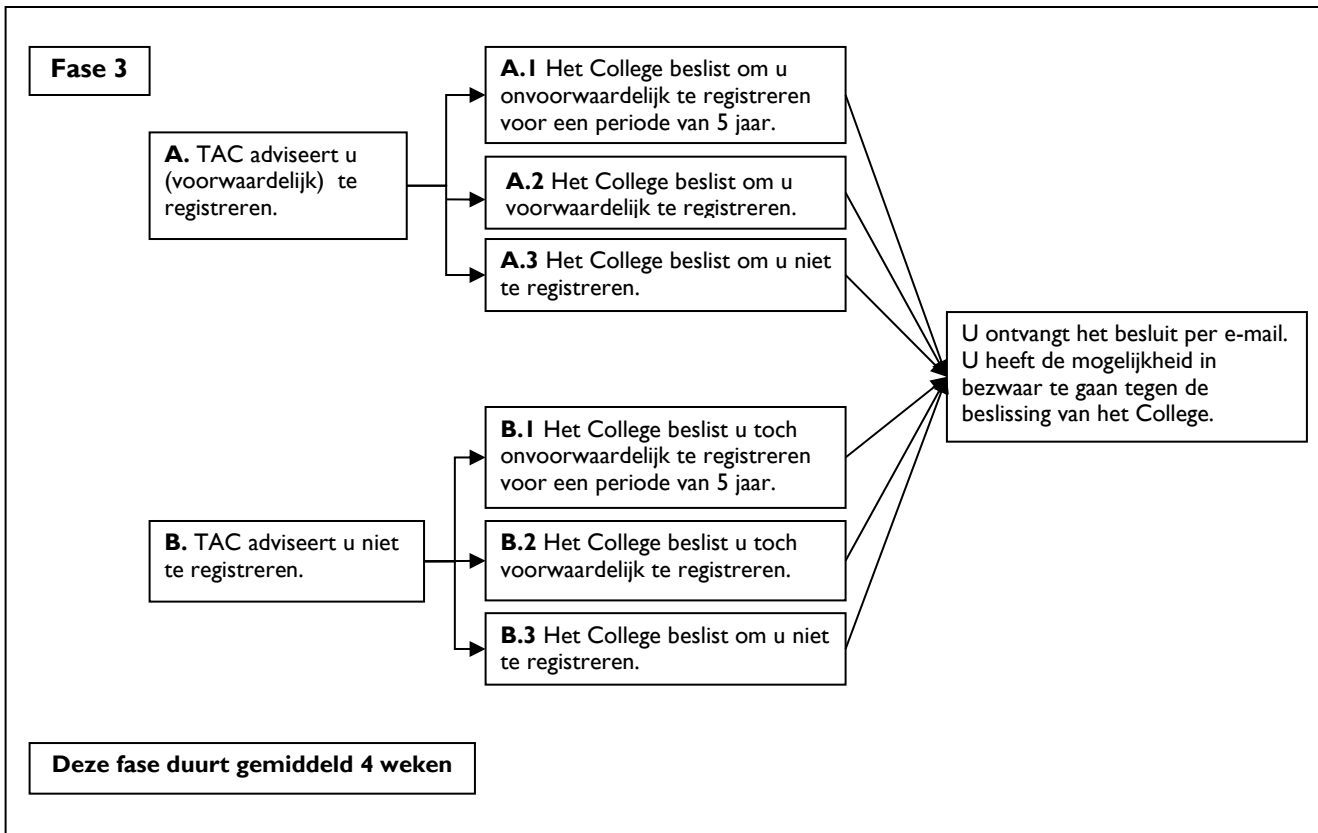 Fase 3
A. TAC adviseert u
(voorwaardelijk) te
registreren.
A.1 Het College beslist om u
onvoorwaardelijk te registreren
voor een periode van 5 jaar.
A.2 Het College beslist om u
voorwaardelijk te registreren.
A.3 Het College beslist om u niet
te registreren.
U ontvangt het besluit per e-mail.
U heeft de mogelijkheid in
bezwaar te gaan tegen de
beslissing van het College.
B. TAC adviseert u niet
te registreren.
B.1 Het College beslist u toch
onvoorwaardelijk te registreren
voor een periode van 5 jaar.
B.2 Het College beslist u toch
voorwaardelijk te registreren.
B.3 Het College beslist om u niet
te registreren.
Deze fase duurt gemiddeld 4 weken